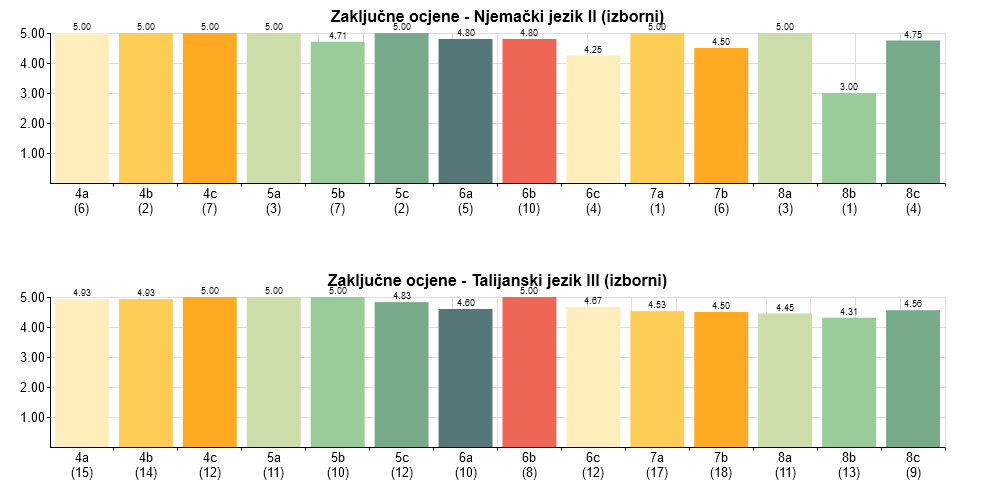 Zaključne ocjene - Njemački jezik II (izborni)
5.00 5.00 5.00 5.00 4.71 5.00 4.80 4.80 4.25 5.00 4.50 5.00 3.00 4.75
5.00
4.00
3.00
2.00
1.00
4a 4b 4c 5a 5b 5c 6a 6b 6c 7a 7b 8a 8b 8c
(6) (2) (7) (3) (7) (2) (5) (10) (4) (1) (6) (3) (1) (4)
Zaključne ocjene - Talijanski jezik III (izborni)
4.93 4.93 5.00 5.00 5.00 4.83 4.60 5.00 4.67 4.53 4.50 4.45 4.31 4.56
5.00
4.00
3.00
2.00
1.00
4a 4b 4c 5a 5b 5c 6a 6b 6c 7a 7b 8a 8b 8c
(15) (14) (12) (11) (10) (12) (10) (8) (12) (17) (18) (11) (13) (9)